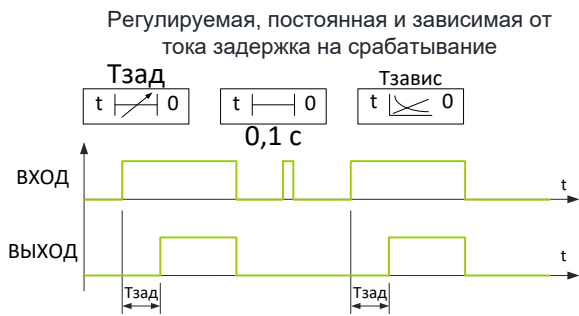 Регулируемая, постоянная и зависимая от
тока задержка на срабатывание
Тзад
Тзавис
t 0
t 0
t 0
0,1 с
ВХОД
t
ВЫХОД
t
Тзад
Тзад